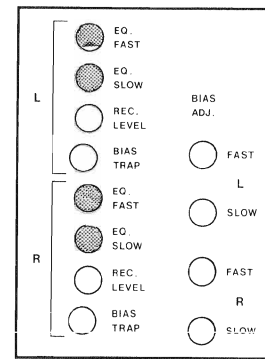 L
EQ.
FAST
EQ.
SLOW
REC.
LEVEL
BIAS
TRAP
R
EQ.
FAST
EQ.
SLOW
REC.
LEVEL
BIAS
TRAP
BIAS
ADJ.
FAST
L
SLOW
FAST
R
SLOW